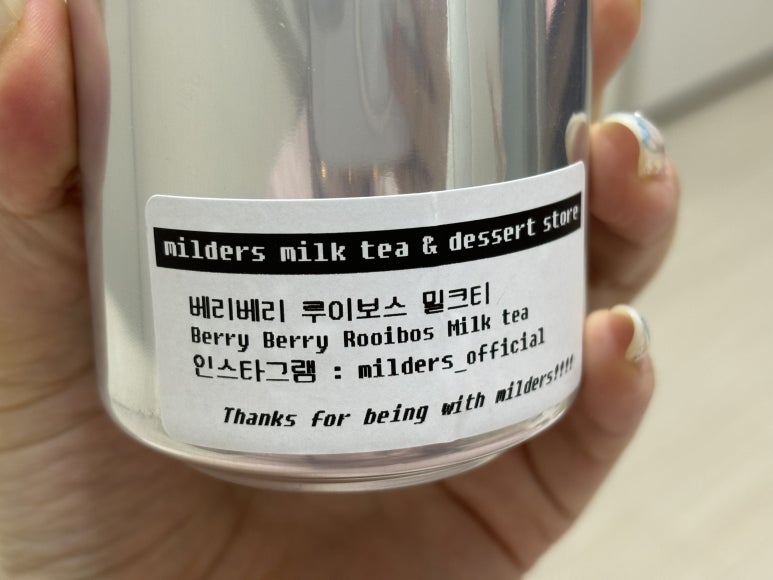 milders milk tea & dessert store
베리베리 루이보스 밀크티
Berry Berry Rooibos Milk tea
인스타그램 : milders_official
Thanks for being with milders!!!!